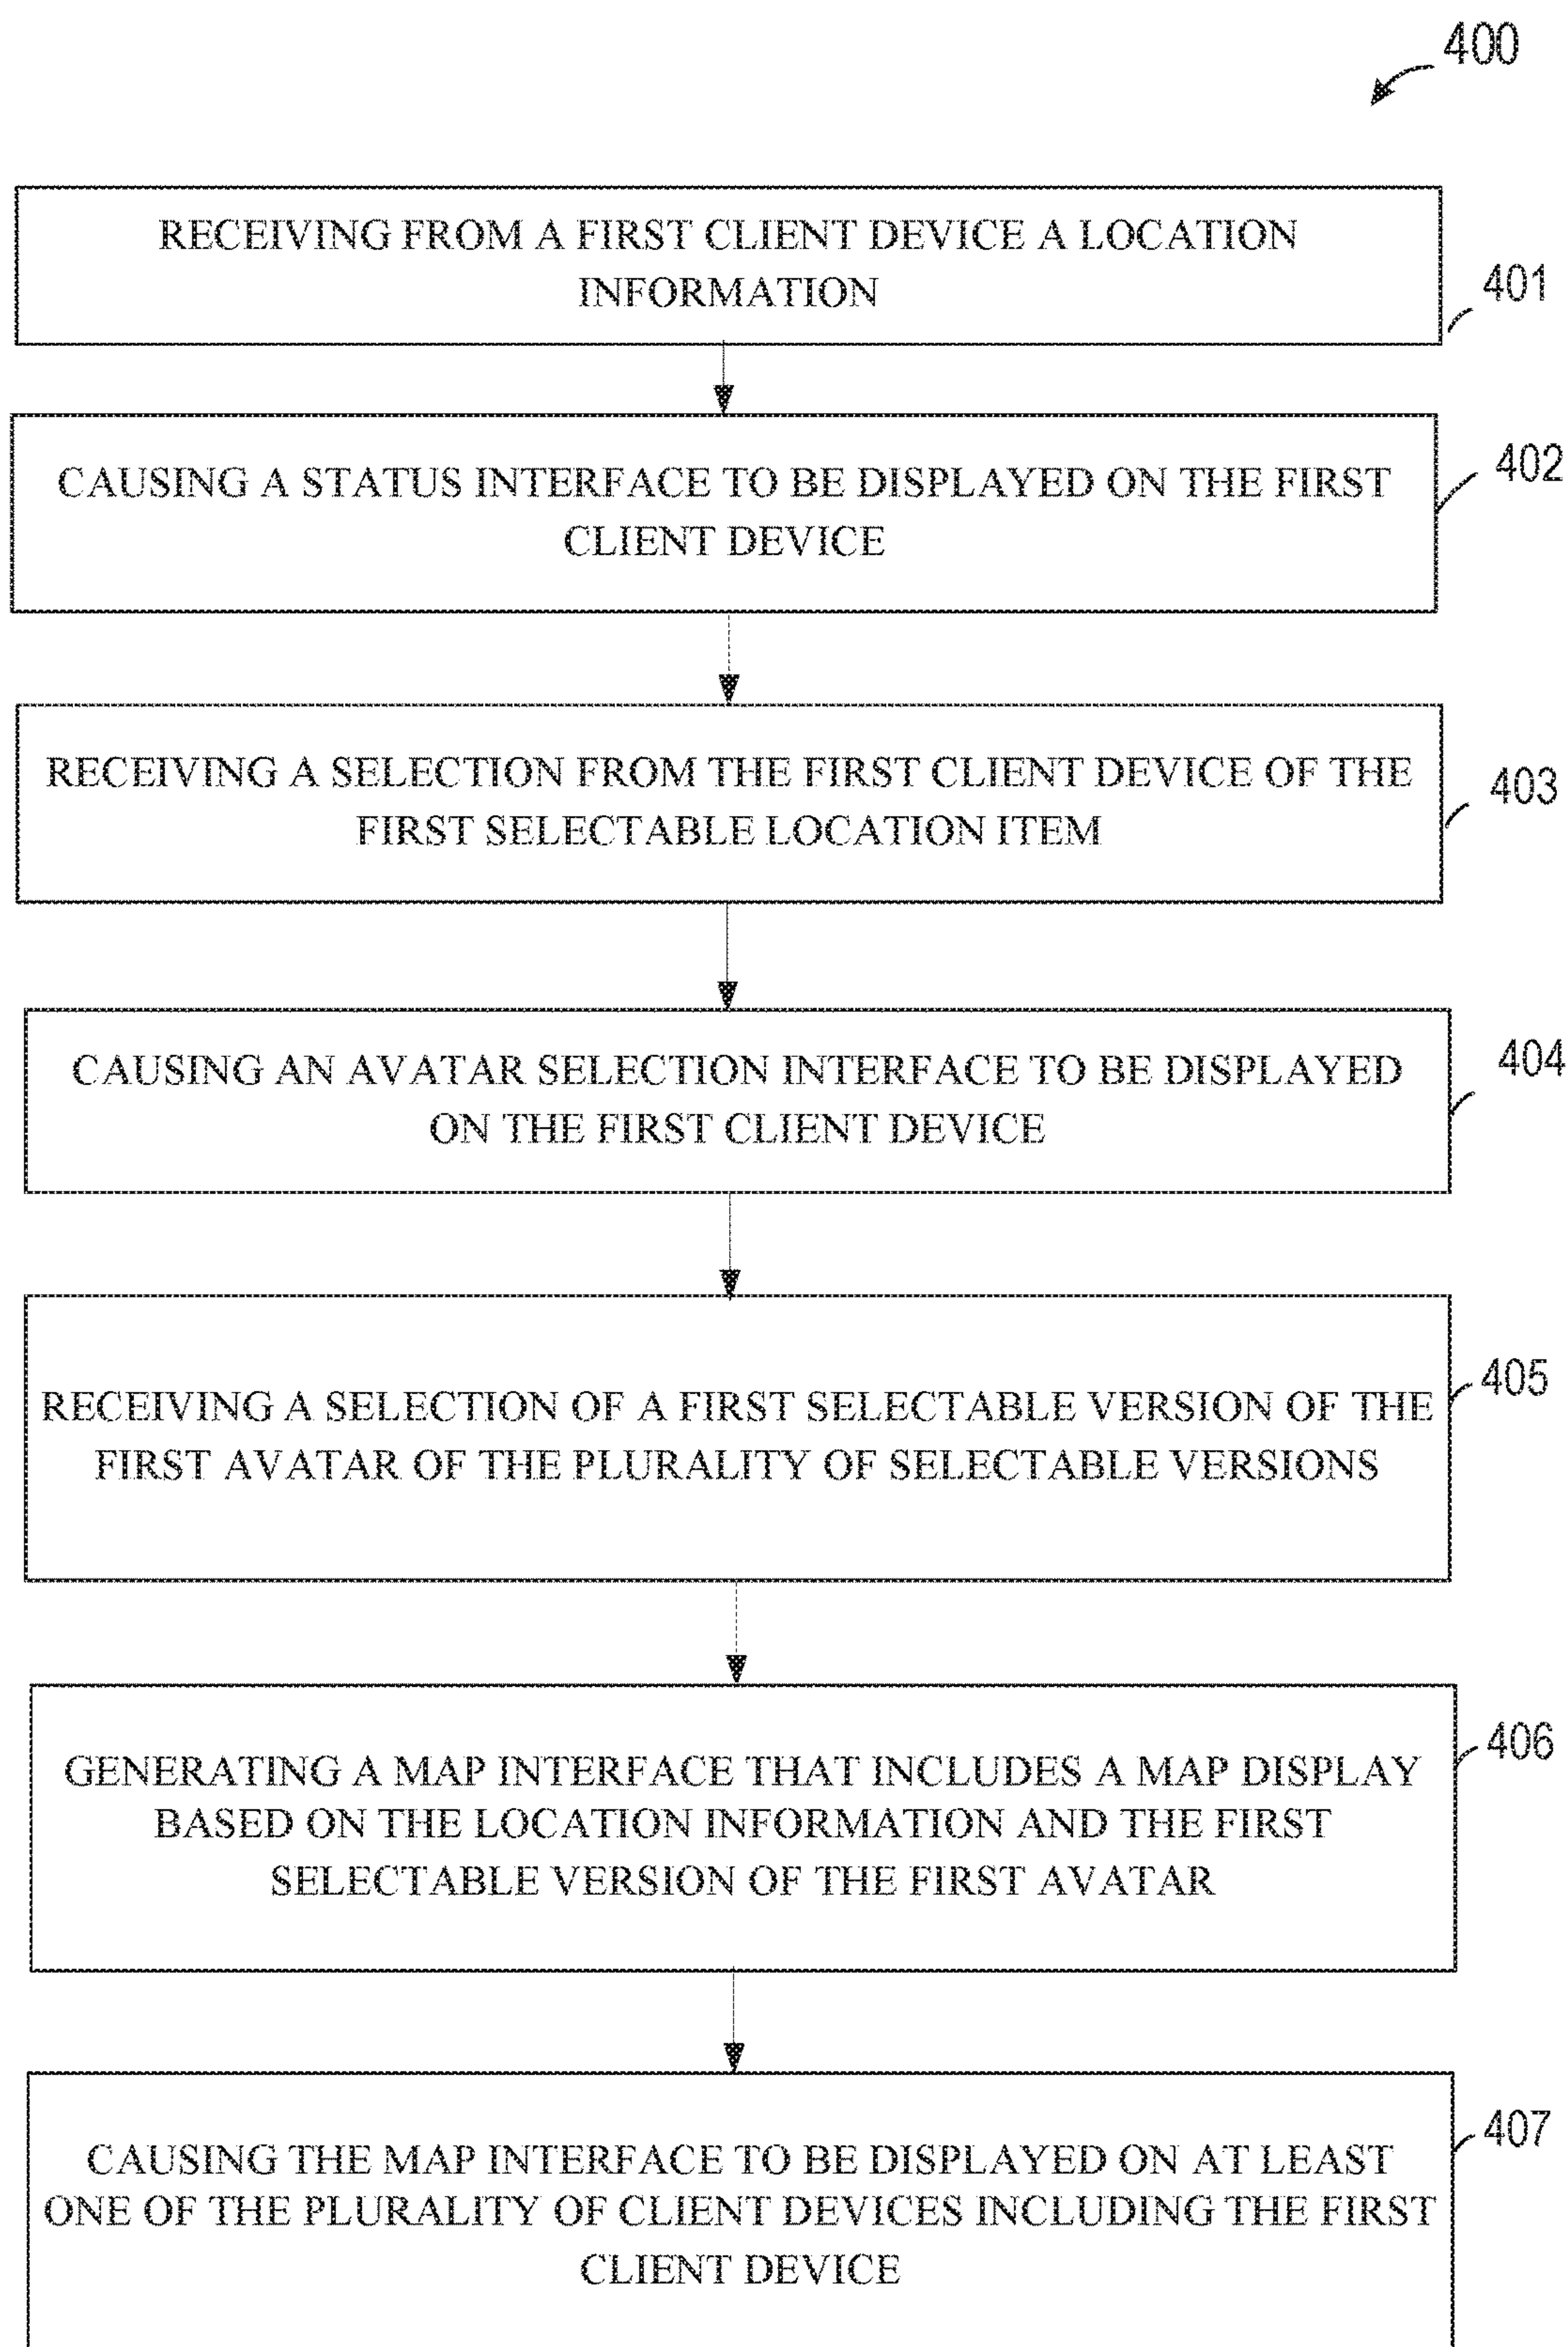 400
RECEIVING FROM A FIRST CLIENT DEVICE A LOCATION
INFORMATION
401
CAUSING A STATUS INTERFACE TO BE DISPLAYED ON THE FIRST
CLIENT DEVICE
402
RECEIVING A SELECTION FROM THE FIRST CLIENT DEVICE OF THE
FIRST SELECTABLE LOCATION ITEM
403
CAUSING AN AVATAR SELECTION INTERFACE TO BE DISPLAYED
ON THE FIRST CLIENT DEVICE
404
RECEIVING A SELECTION OF A FIRST SELECTABLE VERSION OF THE
FIRST AVATAR OF THE PLURALITY OF SELECTABLE VERSIONS
405
GENERATING A MAP INTERFACE THAT INCLUDES A MAP DISPLAY
BASED ON THE LOCATION INFORMATION AND THE FIRST
SELECTABLE VERSION OF THE FIRST AVATAR
406
CAUSING THE MAP INTERFACE TO BE DISPLAYED ON AT LEAST
ONE OF THE PLURALITY OF CLIENT DEVICES INCLUDING THE FIRST
CLIENT DEVICE
407